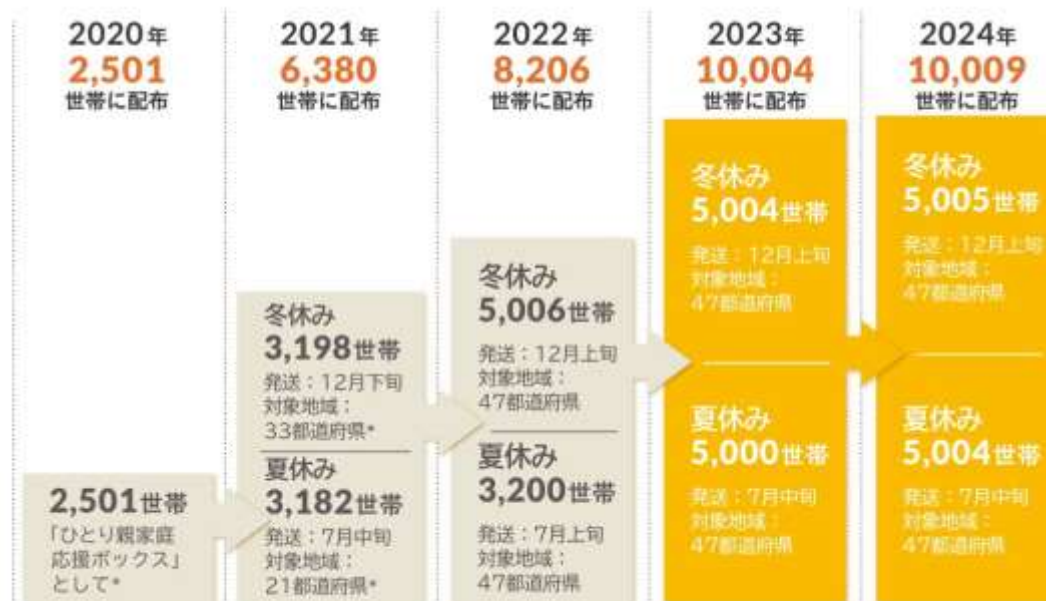 2020年
2,501
世帯に配布
2,501世帯
「ひとり親家庭
応援ボックス」
として*
2021年
6,380
世帯に配布
冬休み
3,198世帯
発送：12月下旬
対象地域：
33都道府県*
夏休み
3,182世帯
発送：7月中旬
対象地域：
21都道府県*
2022年
8,206
世帯に配布
冬休み
5,006世帯
発送：12月上旬
対象地域：
47都道府県
夏休み
3,200世帯
発送：7月上旬
対象地域：
47都道府県
2023年
10,004
世帯に配布
冬休み
5,004世帯
発送：12月上旬
対象地域：
47都道府県
夏休み
5,000世帯
発送：7月中旬
対象地域：
47都道府県
2024年
10,009
世帯に配布
冬休み
5,005世帯
発送：12月上旬
対象地域：
47都道府県
夏休み
5,004世帯
発送：7月中旬
対象地域：
47都道府県